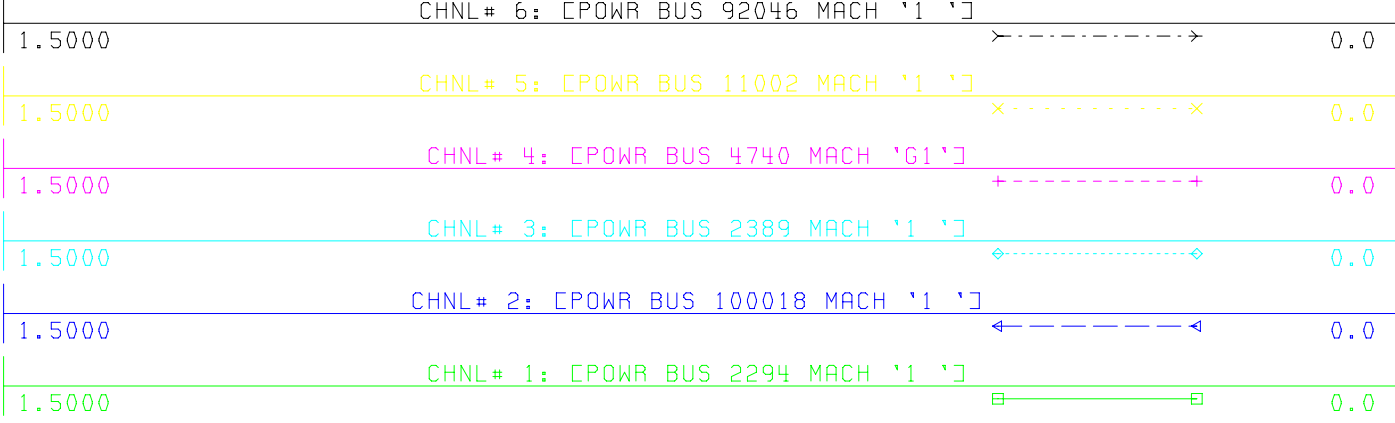 CHNL# 6: [POWR BUS 92046 MACH '1 ']
1.5000 0.0
CHNL# 5: [POWR BUS 11002 MACH '1 ']
1.5000 0.0
CHNL# 4: [POWR BUS 4740 MACH 'G1']
1.5000 0.0
CHNL# 3: [POWR BUS 2389 MACH '1 ']
1.5000 0.0
CHNL# 2: [POWR BUS 100018 MACH '1 ']
1.5000 0.0
CHNL# 1: [POWR BUS 2294 MACH '1 ']
1.5000 0.0